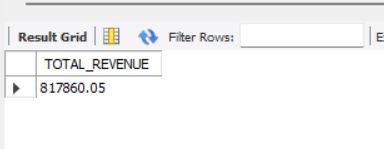 Result Grid Filter Rows: E
TOTAL_REVENUE
817860.05